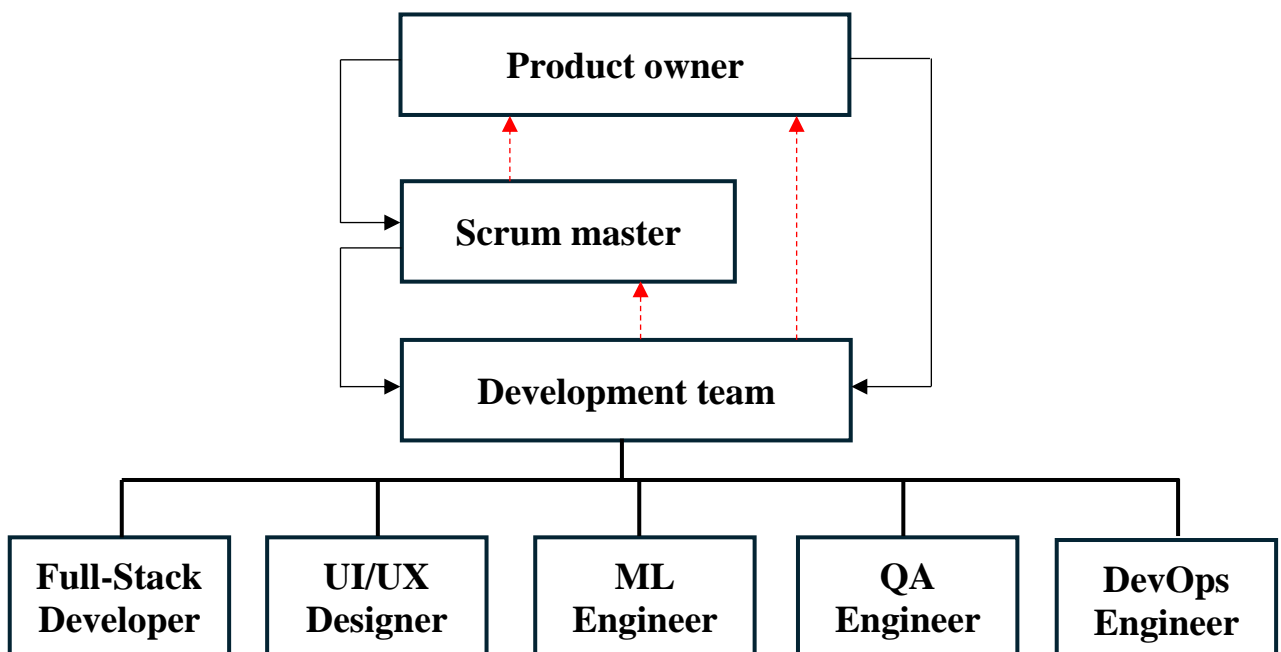 Product owner
Scrum master
Development team
Full-Stack
Developer
UI/UX
Designer
ML
Engineer
QA
Engineer
DevOps
Engineer